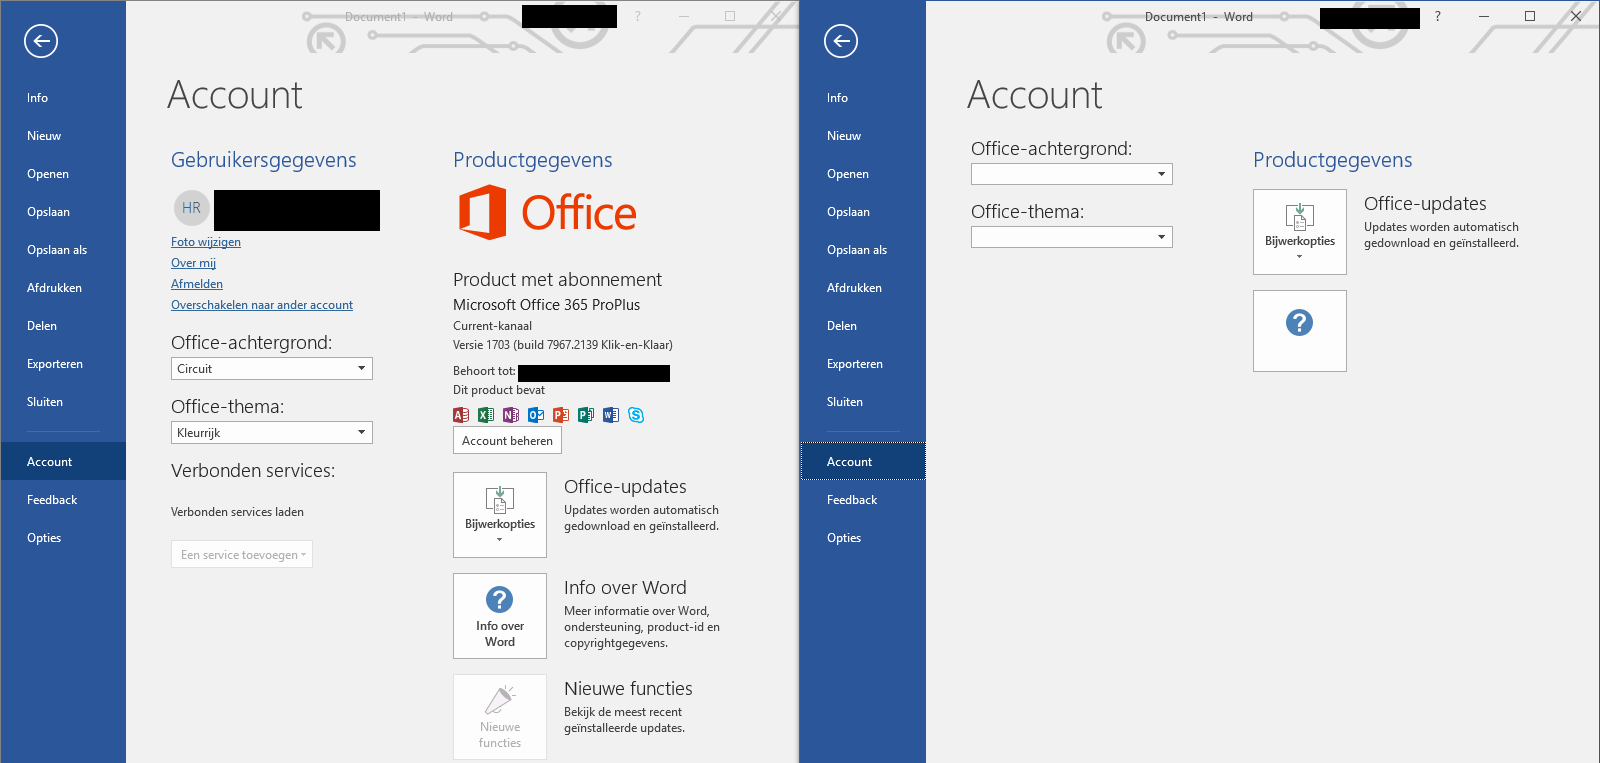 Document1 - Word
?
Info
Nieuw
Openen
Opslaan
Opslaan als
Afdrukken
Delen
Exporteren
Sluiten
Account
Feedback
Opties
Account
Gebruikersgegevens
HR
Foto wijzigen
Over mij
Afmelden
Overschakelen naar ander account
Office-achtergrond:
Circuit
Office-thema:
Kleurrijk
Verbonden services:
Verbonden services laden
Een service toevoegen
Productgegevens
Office
Product met abonnement
Microsoft Office 365 ProPlus
Current-kanaal
Versie 1703 (build 7967.2139 Klik-en-Klaar)
Behoort tot:
Dit product bevat
A X N O P P W S
Account beheren
Bijwerkopties
Office-updates
Updates worden automatisch
gedownload en geïnstalleerd.
?
Info over
Word
Info over Word
Meer informatie over Word,
ondersteuning, product-id en
copyrightgegevens.
Nieuwe
functies
Nieuwe functies
Bekijk de meest recent
geïnstalleerde updates.
Document1 - Word
?
Info
Nieuw
Openen
Opslaan
Opslaan als
Afdrukken
Delen
Exporteren
Sluiten
Account
Feedback
Opties
Account
Office-achtergrond:
Office-thema:
Productgegevens
Bijwerkopties
Office-updates
Updates worden automatisch
gedownload en geïnstalleerd.
?